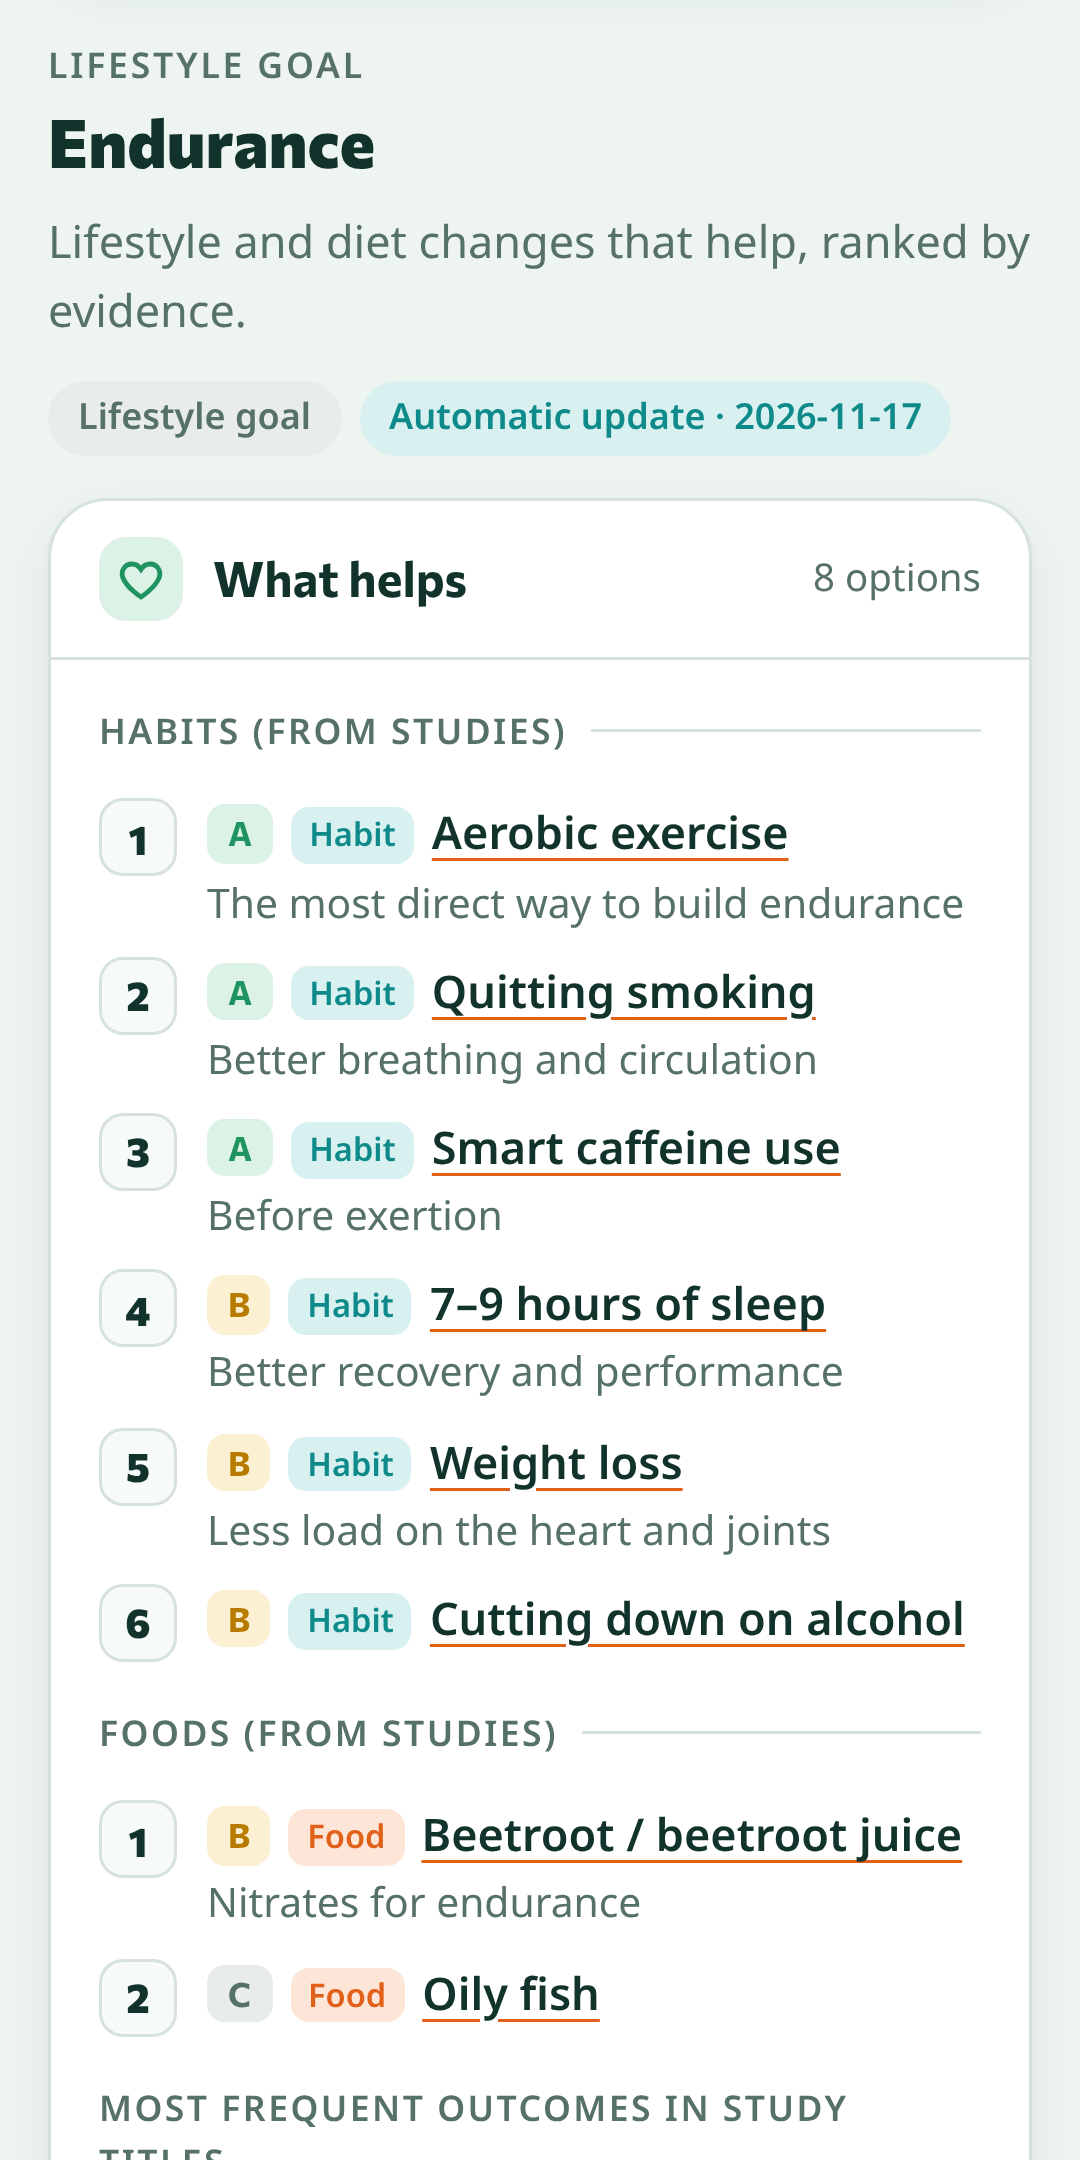 LIFESTYLE GOAL
Endurance
Lifestyle and diet changes that help, ranked by
evidence.
Lifestyle goal
Automatic update · 2026-11-17
What helps
8 options
HABITS (FROM STUDIES)
1 A Habit Aerobic exercise
The most direct way to build endurance
2 A Habit Quitting smoking
Better breathing and circulation
3 A Habit Smart caffeine use
Before exertion
4 B Habit 7–9 hours of sleep
Better recovery and performance
5 B Habit Weight loss
Less load on the heart and joints
6 B Habit Cutting down on alcohol
FOODS (FROM STUDIES)
1 B Food Beetroot / beetroot juice
Nitrates for endurance
2 C Food Oily fish
MOST FREQUENT OUTCOMES IN STUDY
TITLES